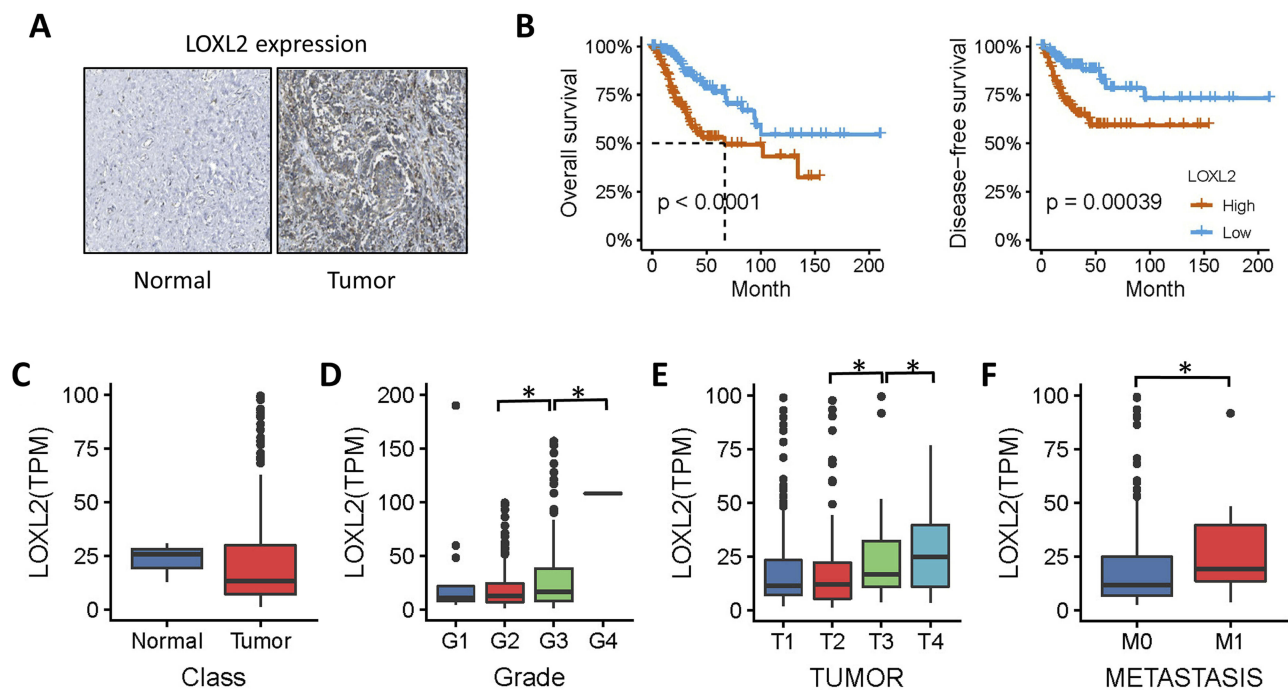 A
LOXL2 expression
Normal
Tumor
B
Overall survival
100%
75%
50%
25%
0%
p < 0.0001
0 50 100 150 200
Month
Disease−free survival
100%
75%
50%
25%
0%
p = 0.00039
LOXL2
High
Low
0 50 100 150 200
Month
C
LOXL2(TPM)
100
75
50
25
0
Normal Tumor
Class
D
LOXL2(TPM)
200
150
100
50
0
* *
G1 G2 G3 G4
Grade
E
LOXL2(TPM)
100
75
50
25
0
* *
T1 T2 T3 T4
TUMOR
F
LOXL2(TPM)
100
75
50
25
0
*
M0 M1
METASTASIS